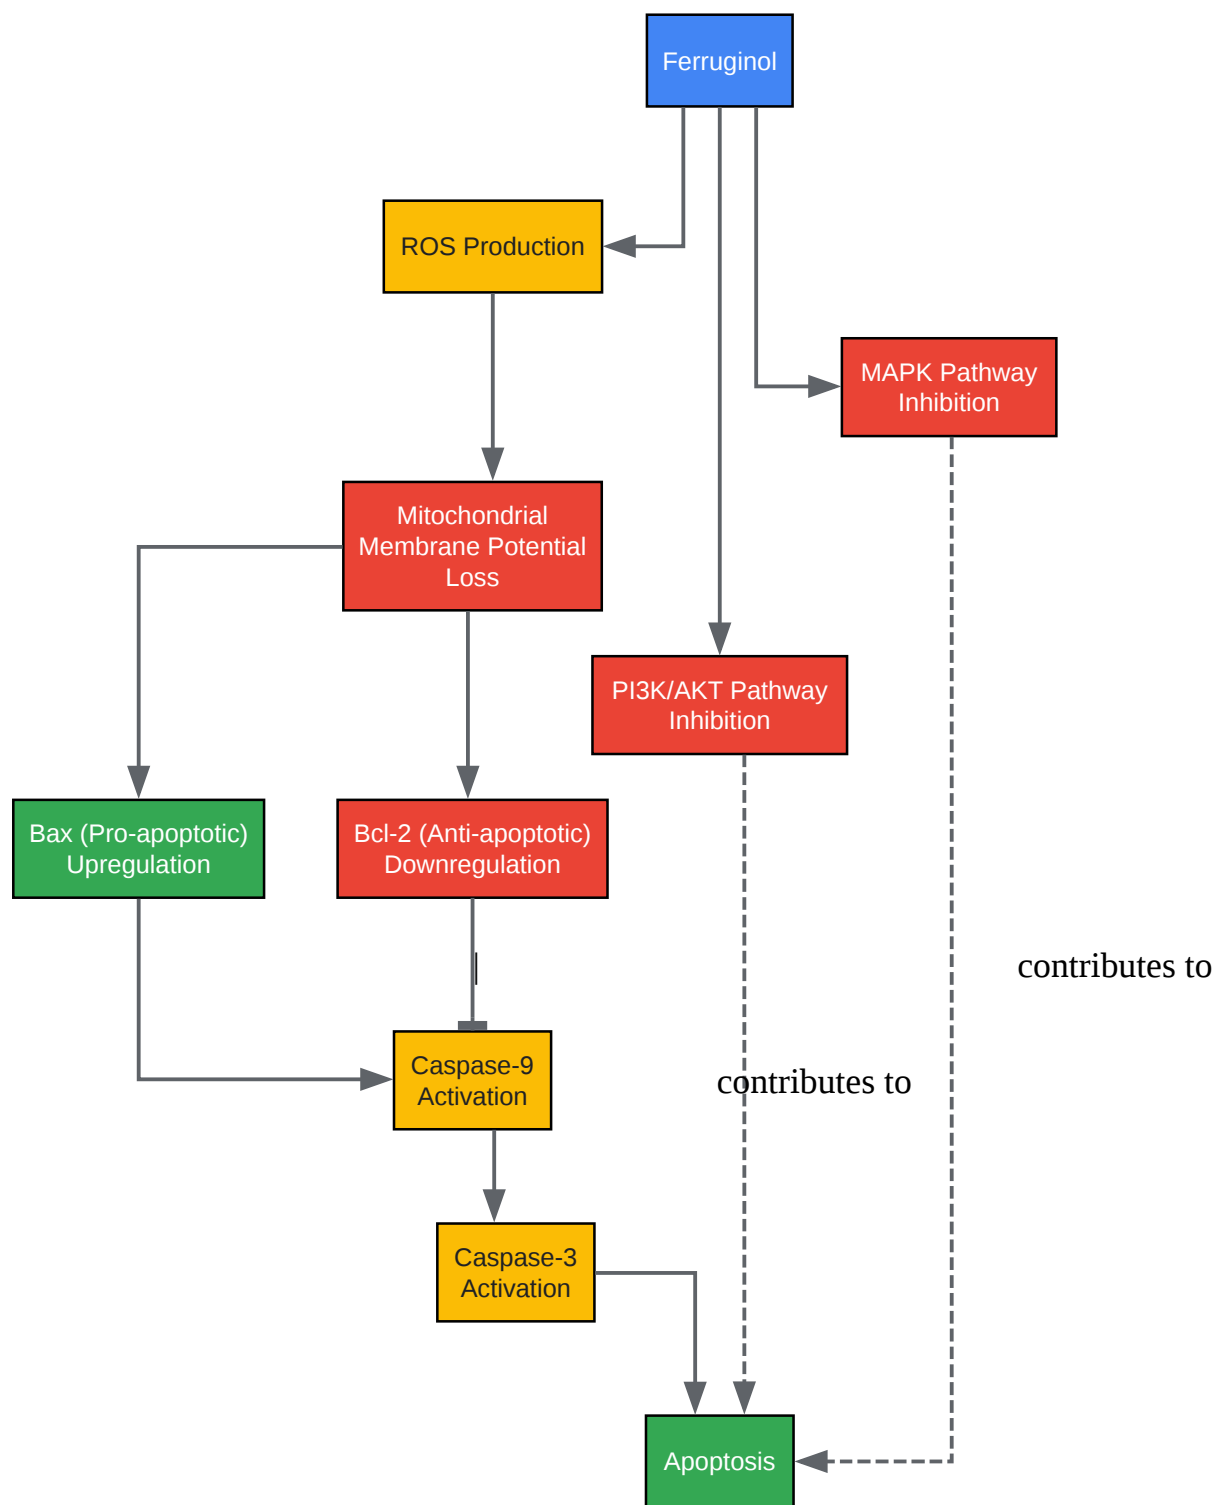 Ferruginol
ROS Production
MAPK Pathway
Inhibition
Mitochondrial
Membrane Potential
Loss
PI3K/AKT Pathway
Inhibition
Bax (Pro-apoptotic)
Upregulation
Bcl-2 (Anti-apoptotic)
Downregulation
contributes to
Caspase-9
Activation
contributes to
Caspase-3
Activation
Apoptosis